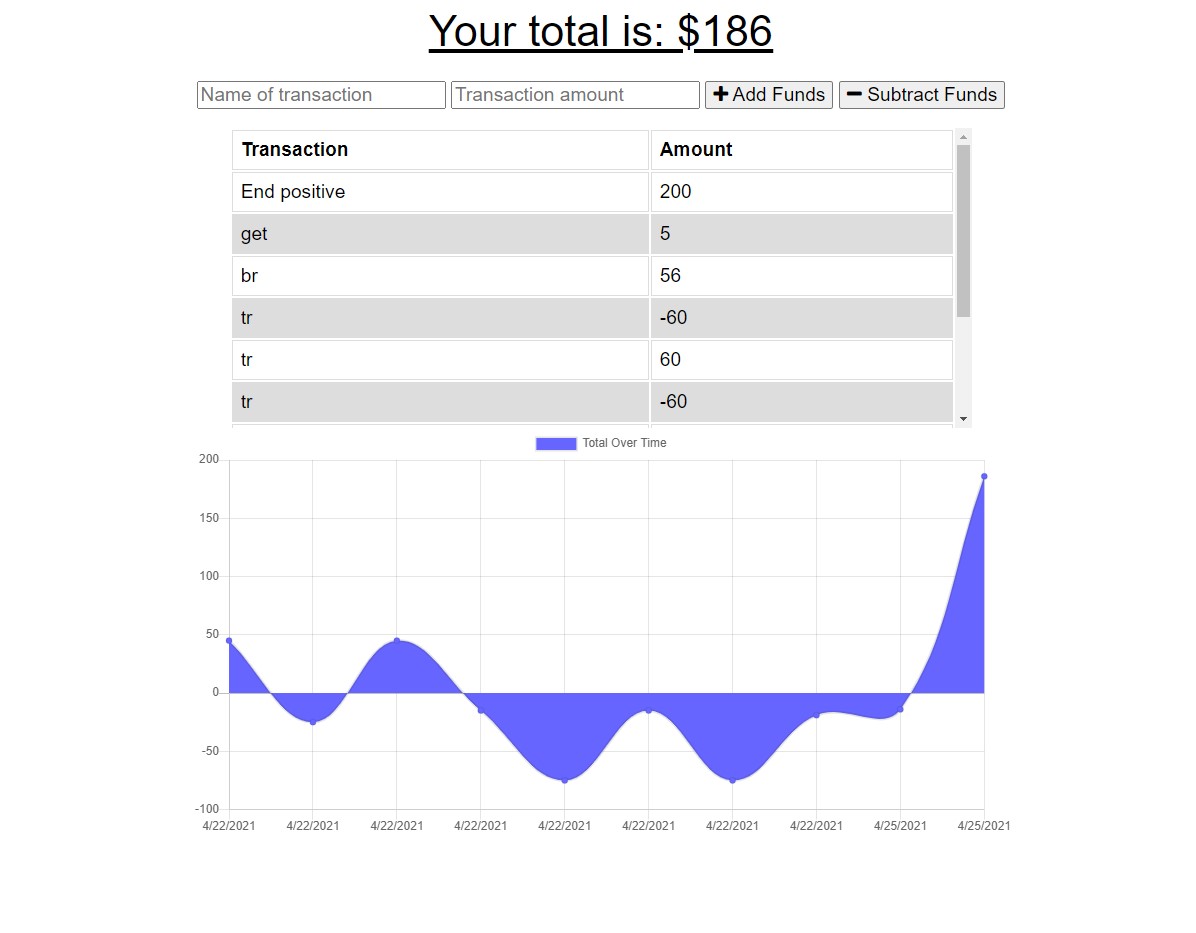 Your total is: $186
Name of transaction Transaction amount Add Funds Subtract Funds
Transaction Amount
End positive 200
get 5
br 56
tr -60
tr 60
tr -60
Total Over Time
200
150
100
50
0
-50
-100
4/22/2021 4/22/2021 4/22/2021 4/22/2021 4/22/2021 4/22/2021 4/22/2021 4/22/2021 4/25/2021 4/25/2021